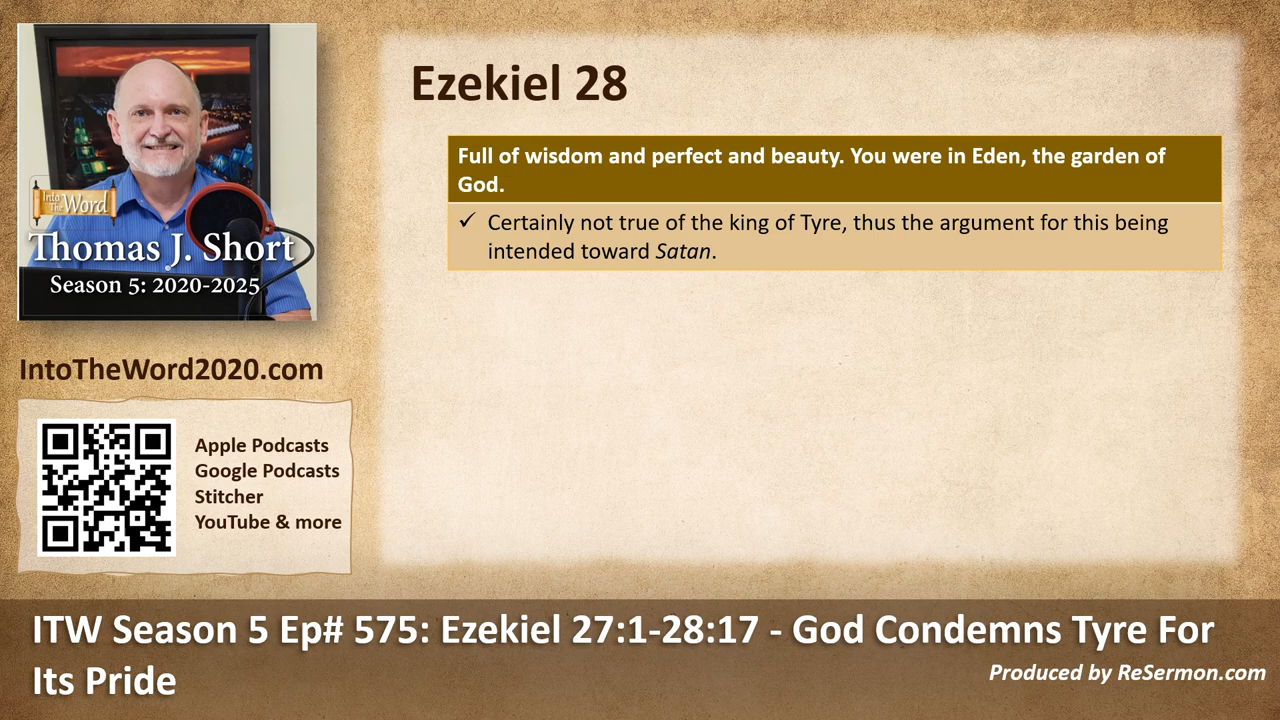 Into
The Word
Thomas J. Short
Season 5: 2020-2025
IntoTheWord2020.com
Apple Podcasts
Google Podcasts
Stitcher
YouTube & more
Ezekiel 28
Full of wisdom and perfect and beauty. You were in Eden, the garden of
God.
✓ Certainly not true of the king of Tyre, thus the argument for this being
intended toward Satan.
ITW Season 5 Ep# 575: Ezekiel 27:1-28:17 - God Condemns Tyre For
Its Pride
Produced by ReSermon.com